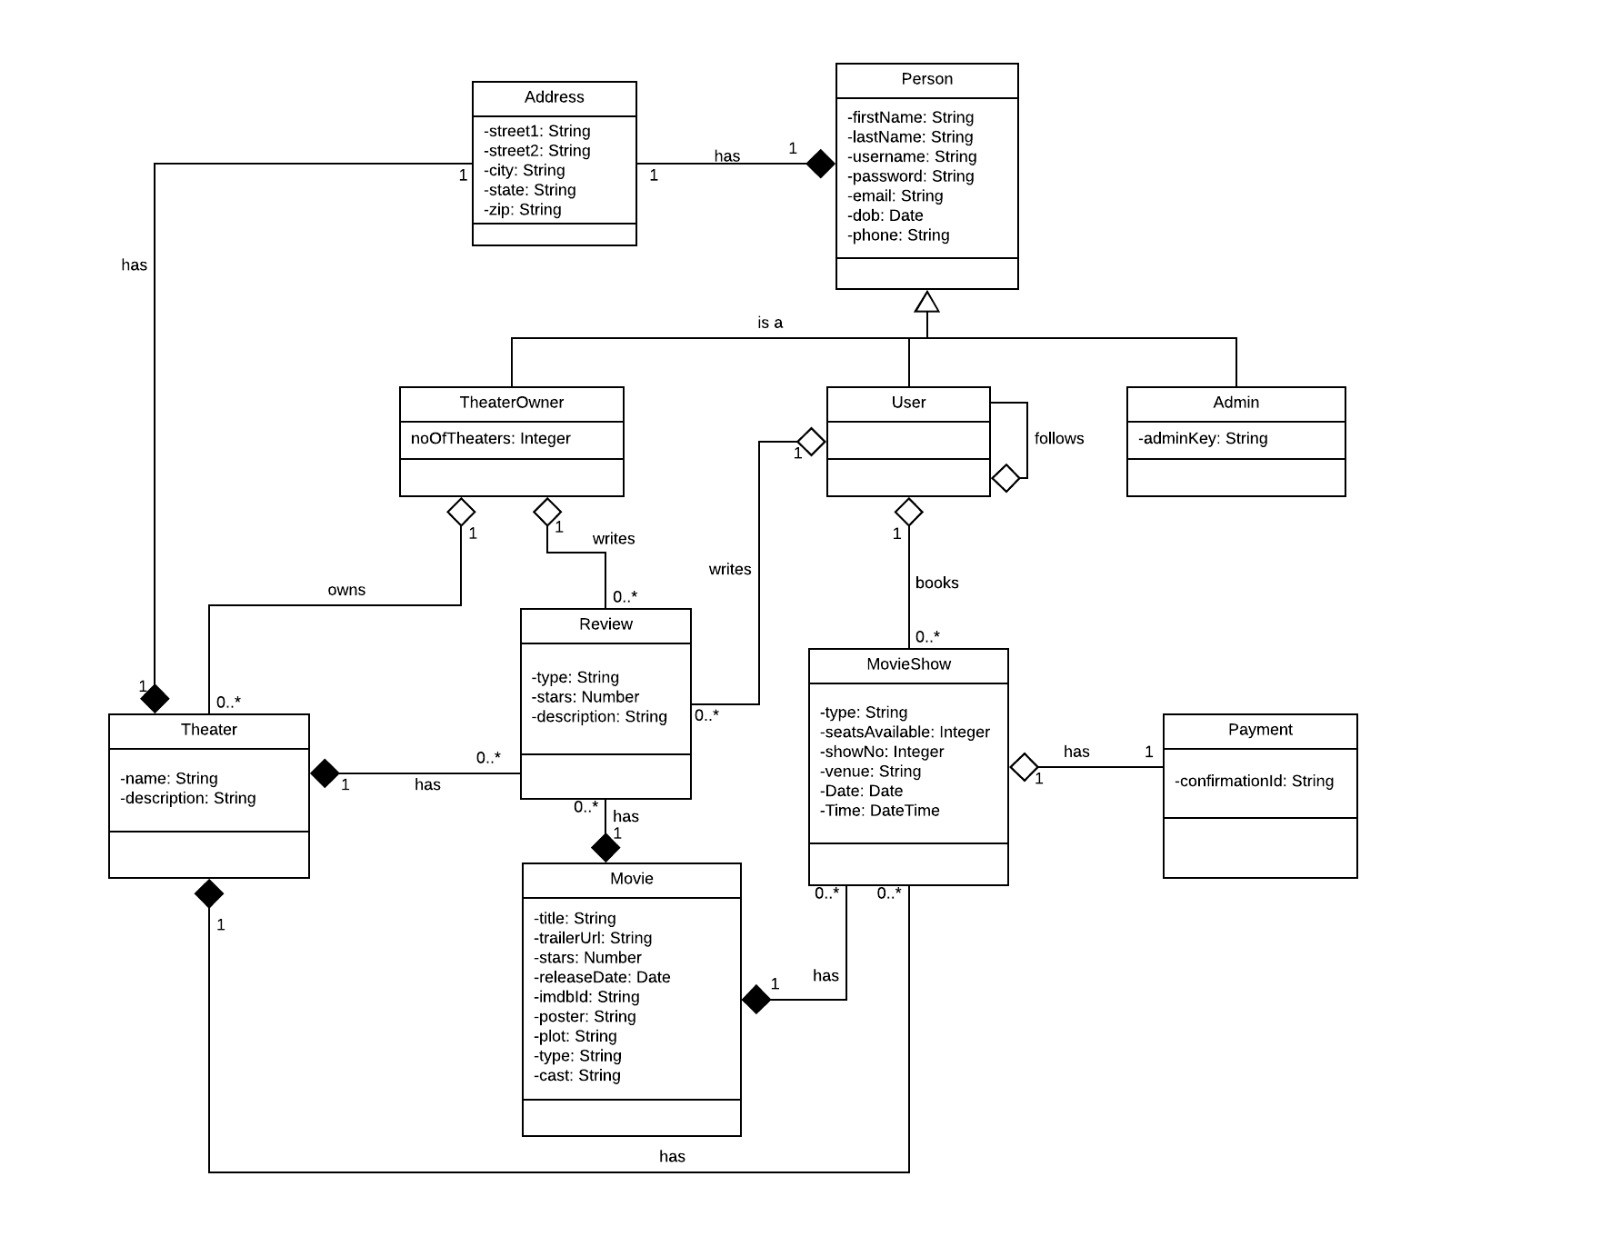 Person
-firstName: String
-lastName: String
-username: String
-password: String
-email: String
-dob: Date
-phone: String
Address
-street1: String
-street2: String
-city: String
-state: String
-zip: String
1
has
1
1
has
is a
TheaterOwner
noOfTheaters: Integer
User
follows
Admin
-adminKey: String
1
1
1
1
writes
owns
writes
books
0..*
0..*
Review
-type: String
-stars: Number
-description: String
0..*
MovieShow
-type: String
-seatsAvailable: Integer
-showNo: Integer
-venue: String
-Date: Date
-Time: DateTime
1
0..*
Theater
-name: String
-description: String
1
has
0..*
1
has
1
Payment
-confirmationId: String
0..*
has
1
Movie
-title: String
-trailerUrl: String
-stars: Number
-releaseDate: Date
-imdbId: String
-poster: String
-plot: String
-type: String
-cast: String
0..*
0..*
1
1
has
has